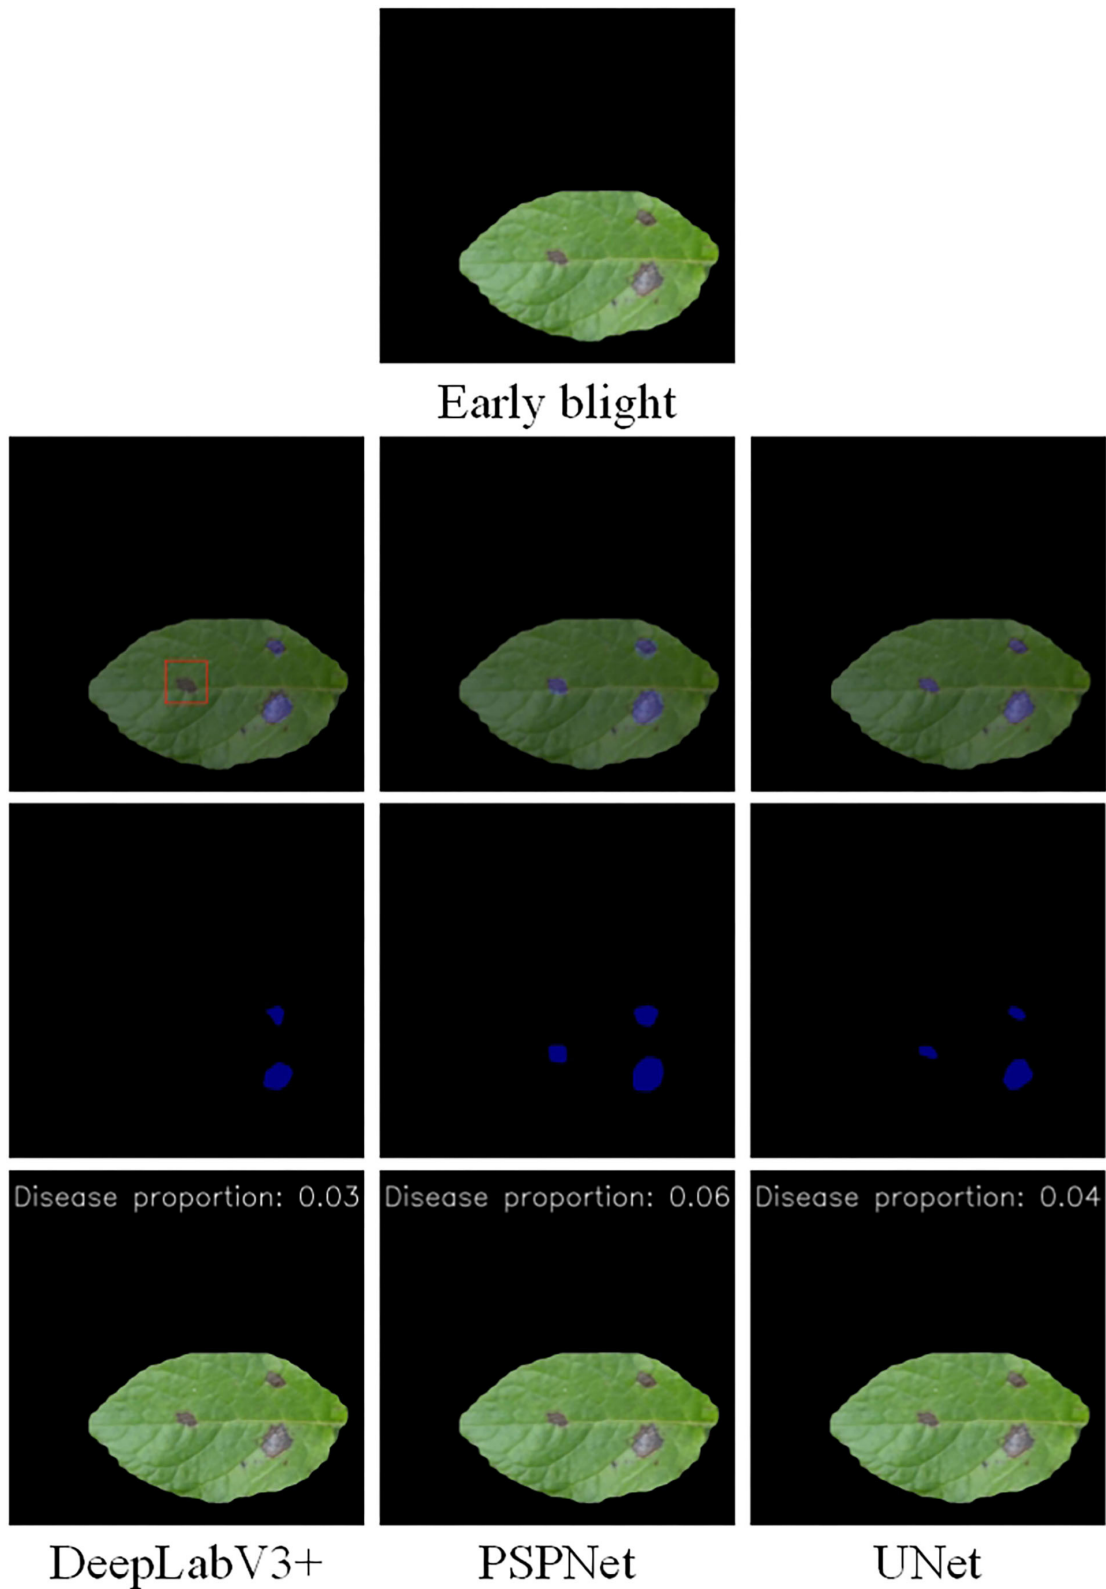 Early blight
Disease proportion: 0.03
Disease proportion: 0.06
Disease proportion: 0.04
DeepLabV3+
PSPNet
UNet